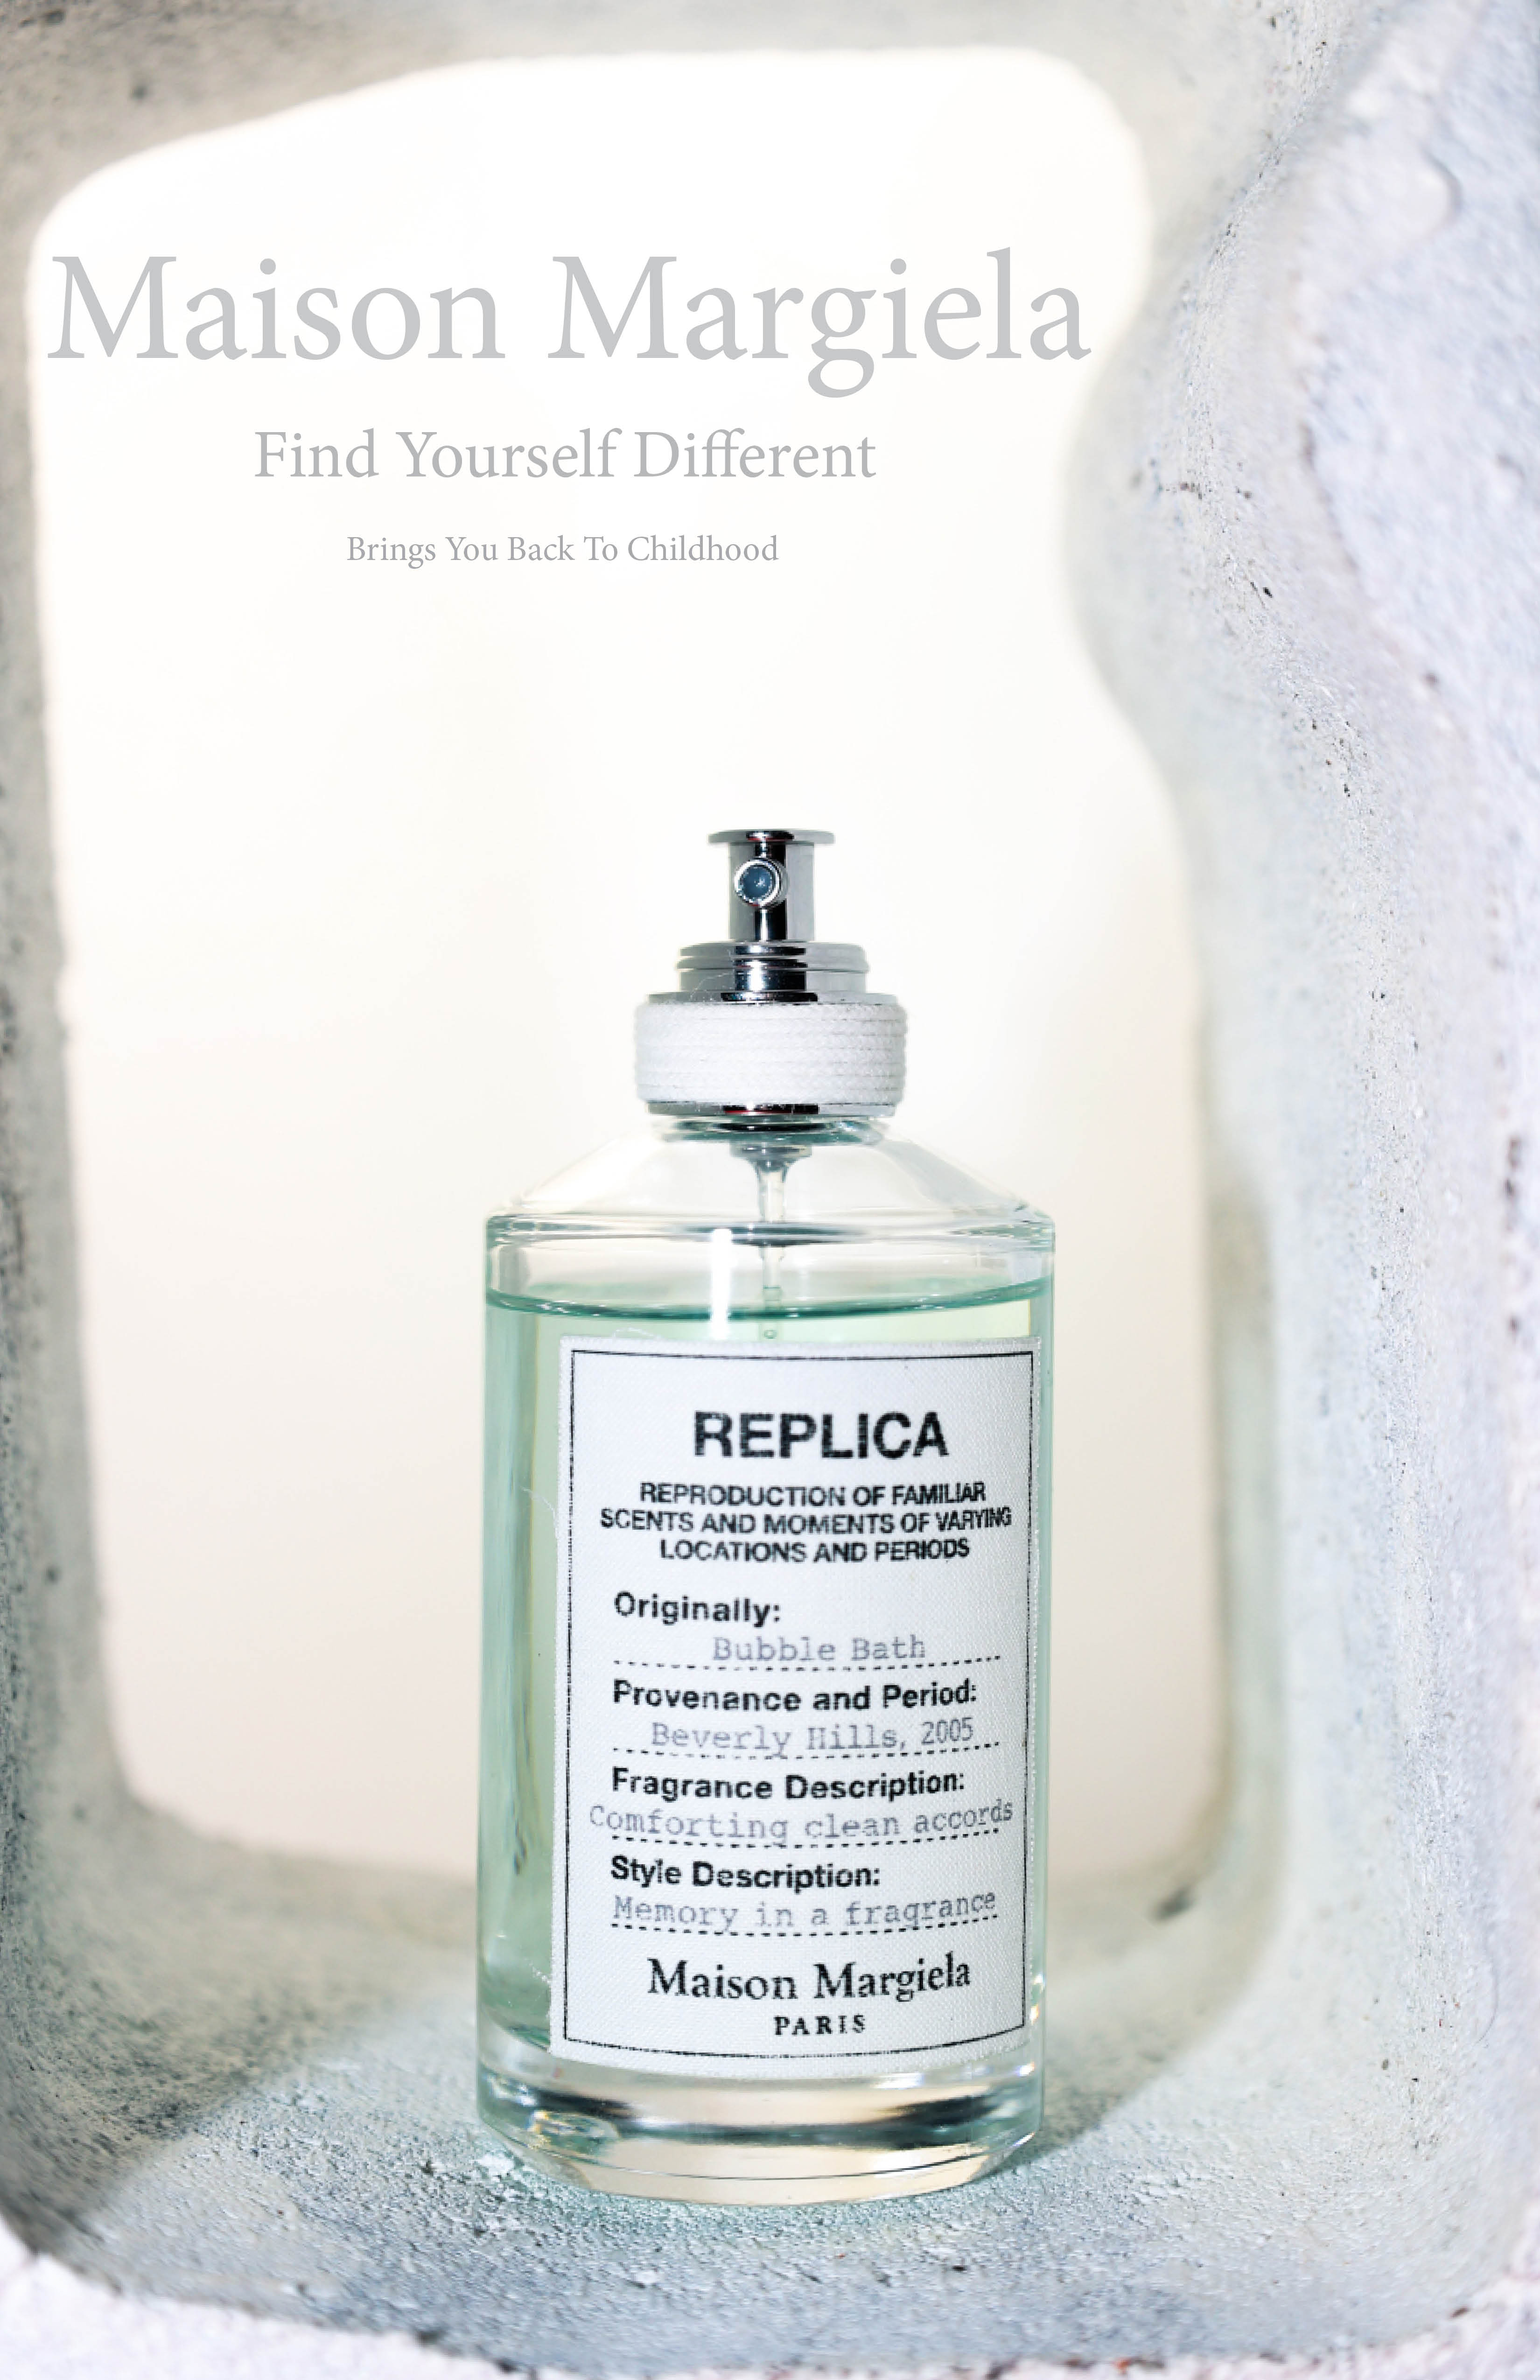 Maison Margiela
Find Yourself Different
Brings You Back To Childhood
REPLICA
REPRODUCTION OF FAMILIAR
SCENTS AND MOMENTS OF VARYING
LOCATIONS AND PERIODS
Originally:
Bubble Bath
Provenance and Period:
Beverly Hills, 2005
Fragrance Description:
Comforting clean accords
Style Description:
Memory in a fragrance
Maison Margiela
PARIS